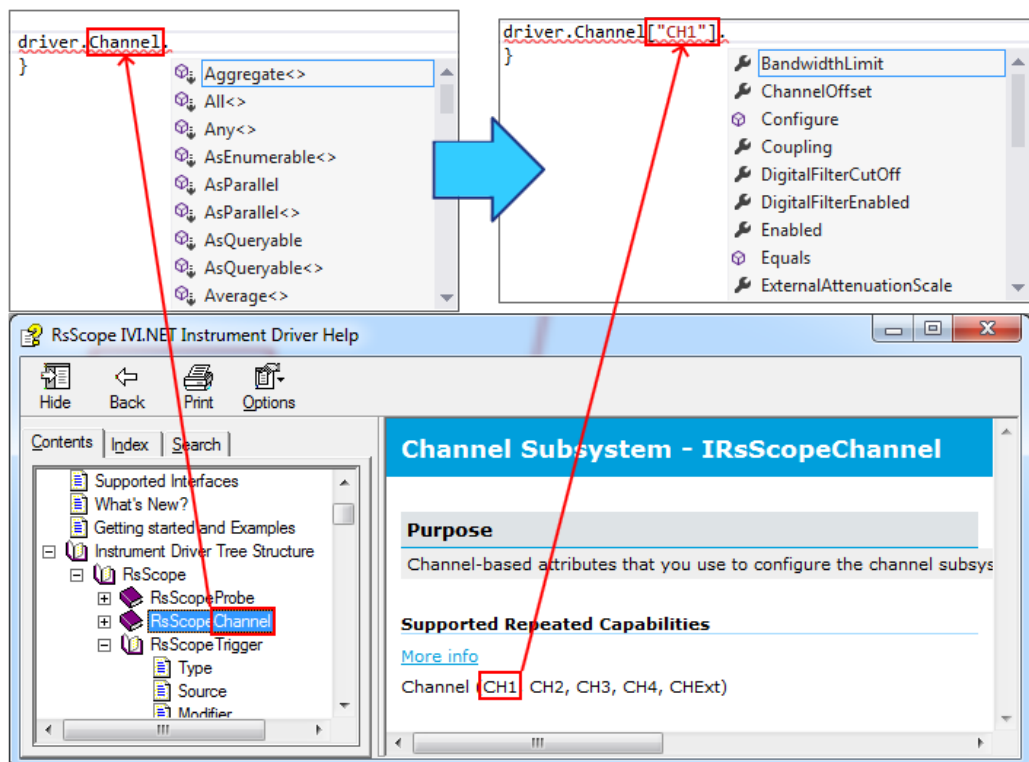 driver.Channel.
}
Aggregate<>
All<>
Any<>
AsEnumerable<>
AsParallel
AsParallel<>
AsQueryable
AsQueryable<>
Average<>
driver.Channel["CH1"].
}
BandwidthLimit
ChannelOffset
Configure
Coupling
DigitalFilterCutOff
DigitalFilterEnabled
Enabled
Equals
ExternalAttenuationScale
RsScope IVI.NET Instrument Driver Help
Hide Back Print Options
Contents Index Search
Supported Interfaces
What's New?
Getting started and Examples
Instrument Driver Tree Structure
RsScope
RsScopeProbe
RsScopeChannel
RsScopeTrigger
Type
Source
Modifier
Channel Subsystem - IRsScopeChannel
Purpose
Channel-based attributes that you use to configure the channel subsys
Supported Repeated Capabilities
More info
Channel (CH1, CH2, CH3, CH4, CHExt)